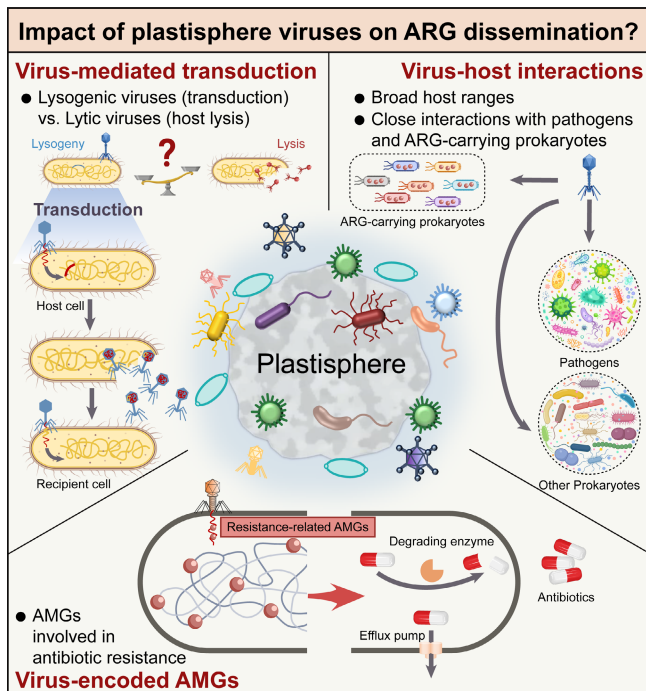 Impact of plastisphere viruses on ARG dissemination?
Virus-mediated transduction
● Lysogenic viruses (transduction)
vs. Lytic viruses (host lysis)
Lysogeny
?
Lysis
Transduction
Host cell
Recipient cell
Virus-host interactions
● Broad host ranges
● Close interactions with pathogens
and ARG-carrying prokaryotes
ARG-carrying prokaryotes
Pathogens
Other Prokaryotes
Plastisphere
Resistance-related AMGs
Degrading enzyme
Efflux pump
Antibiotics
● AMGs
involved in
antibiotic resistance
Virus-encoded AMGs